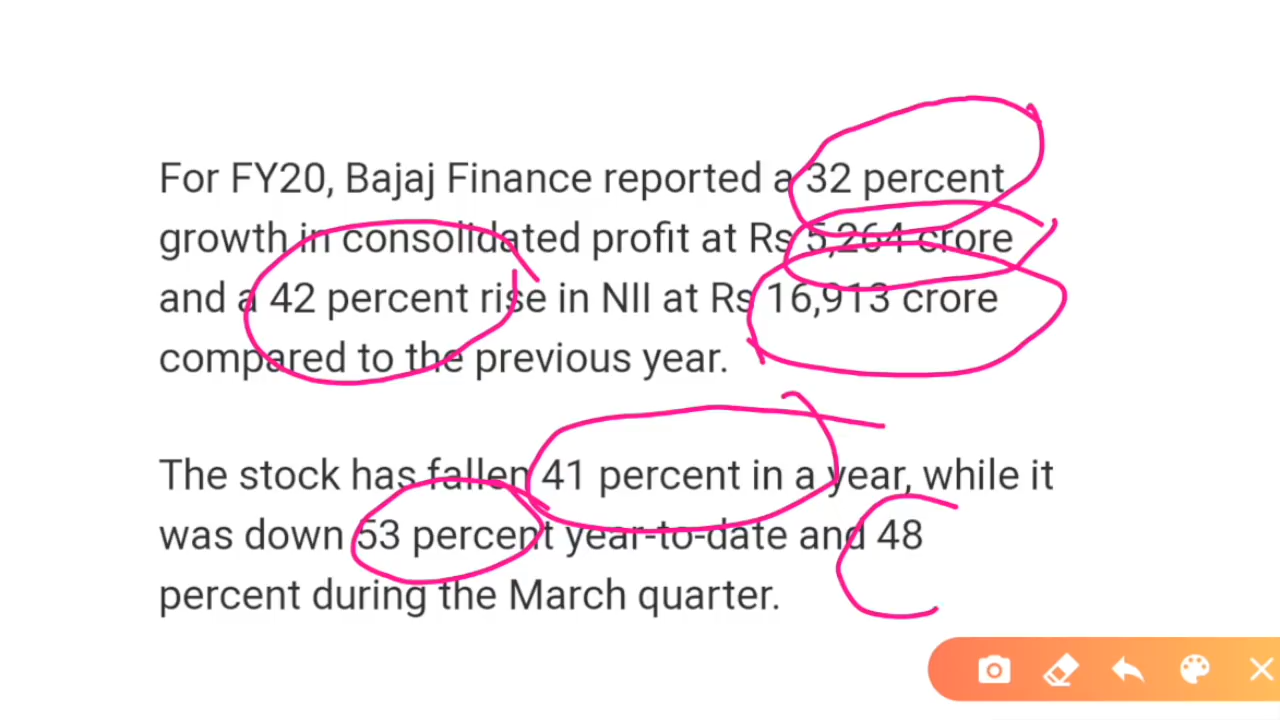 For FY20, Bajaj Finance reported a 32 percent
growth in consolidated profit at Rs 5,264 crore
and a 42 percent rise in NII at Rs 16,913 crore
compared to the previous year.
The stock has fallen 41 percent in a year, while it
was down 53 percent year-to-date and 48
percent during the March quarter.